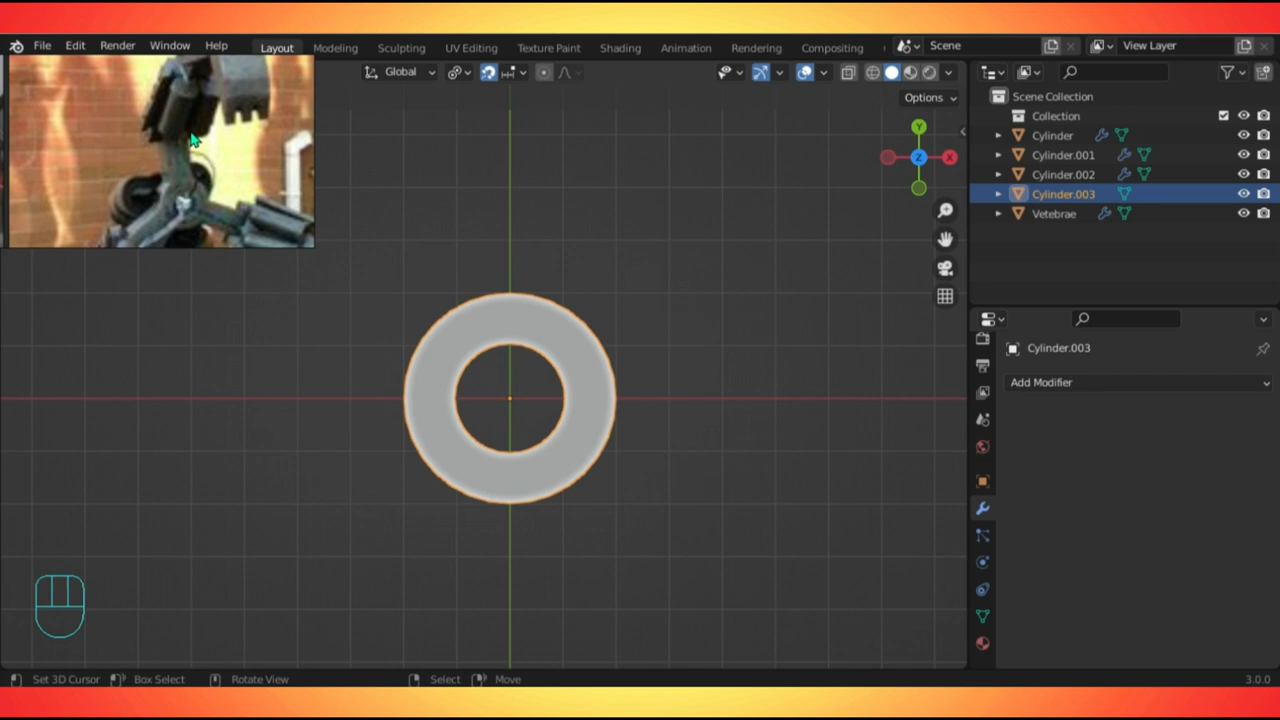 File Edit Render Window Help Layout Modeling Sculpting UV Editing Texture Paint Shading Animation Rendering Compositing Scene View Layer
Global
Options
Y
Z X
Scene Collection
Collection
Cylinder
Cylinder.001
Cylinder.002
Cylinder.003
Vetebrae
Cylinder.003
Add Modifier
Set 3D Cursor Box Select Rotate View Select Move 3.0.0